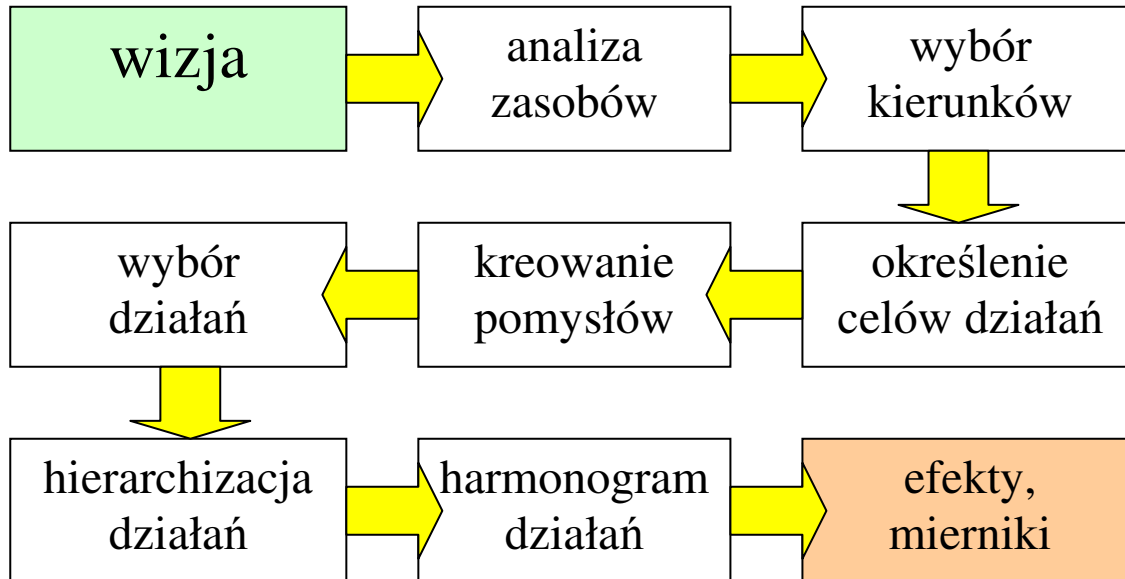 wizja
analiza
zasobów
wybór
kierunków
określenie
celów działań
kreowanie
pomysłów
wybór
działań
hierarchizacja
działań
harmonogram
działań
efekty,
mierniki